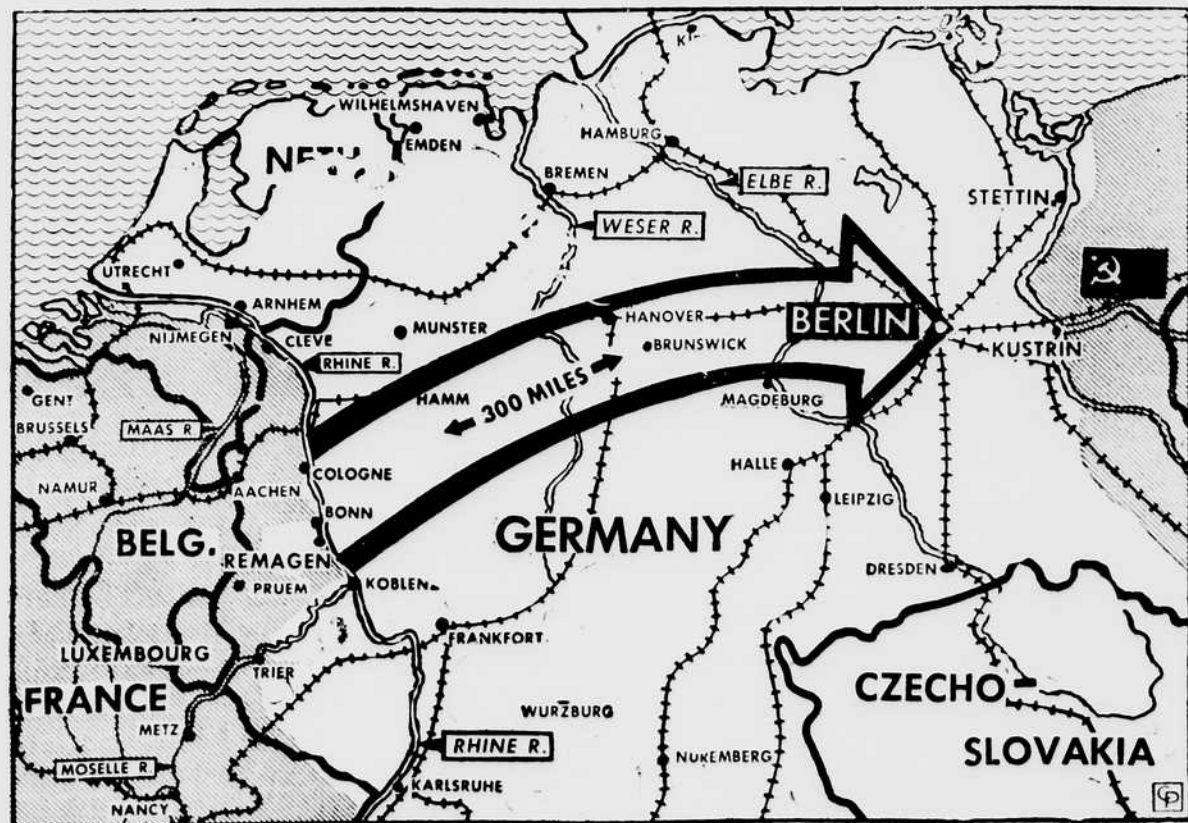 WILHELMSHAVEN
EMDEN
HAMBURG
BREMEN
ELBE R.
STETTIN
WESER R.
UTRECHT
ARNHEM
NIJMEGEN
CLEVE
MUNSTER
HANOVER
BERLIN
RHINE R.
BRUNSWICK
KUSTRIN
300 MILES
GENT
HAMM
MAGDEBURG
BRUSSELS
MAAS R.
COLOGNE
HALLE
NAMUR
AACHEN
LEIPZIG
BONN
BELG.
GERMANY
REMAGEN
PRUEM
KOBLEN
DRESDEN
FRANKFORT
LUXEMBOURG
TRIER
FRANCE
CZECHO-
SLOVAKIA
WURZBURG
METZ
RHINE R.
NUREMBERG
MOSELLE R.
KARLSRUHE
NANCY
CP